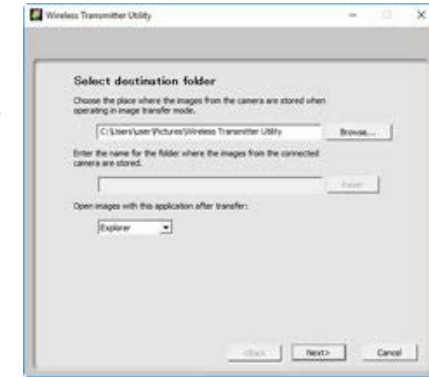 Wireless Transmitter Utility
Select destination folder
Choose the place where the images from the camera are stored when
operating in image transfer mode.
C:\Users\user\Pictures\Wireless Transmitter Utility
Browse...
Enter the name for the folder where the images from the connected
camera are stored.
Open images with this application after transfer:
Explorer
<Back
Next>
Cancel